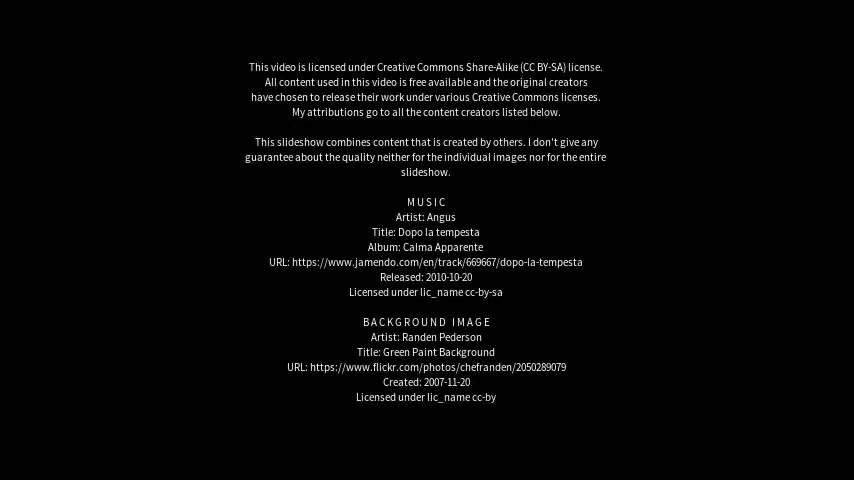 This video is licensed under Creative Commons Share-Alike (CC BY-SA) license.
All content used in this video is free available and the original creators
have chosen to release their work under various Creative Commons licenses.
My attributions go to all the content creators listed below.
This slideshow combines content that is created by others. I don't give any
guarantee about the quality neither for the individual images nor for the entire
slideshow.
MUSIC
Artist: Angus
Title: Dopo la tempesta
Album: Calma Apparente
URL: https://www.jamendo.com/en/track/669667/dopo-la-tempesta
Released: 2010-10-20
Licensed under lic_name cc-by-sa
BACKGROUND IMAGE
Artist: Randen Pederson
Title: Green Paint Background
URL: https://www.flickr.com/photos/chefranden/2050289079
Created: 2007-11-20
Licensed under lic_name cc-by